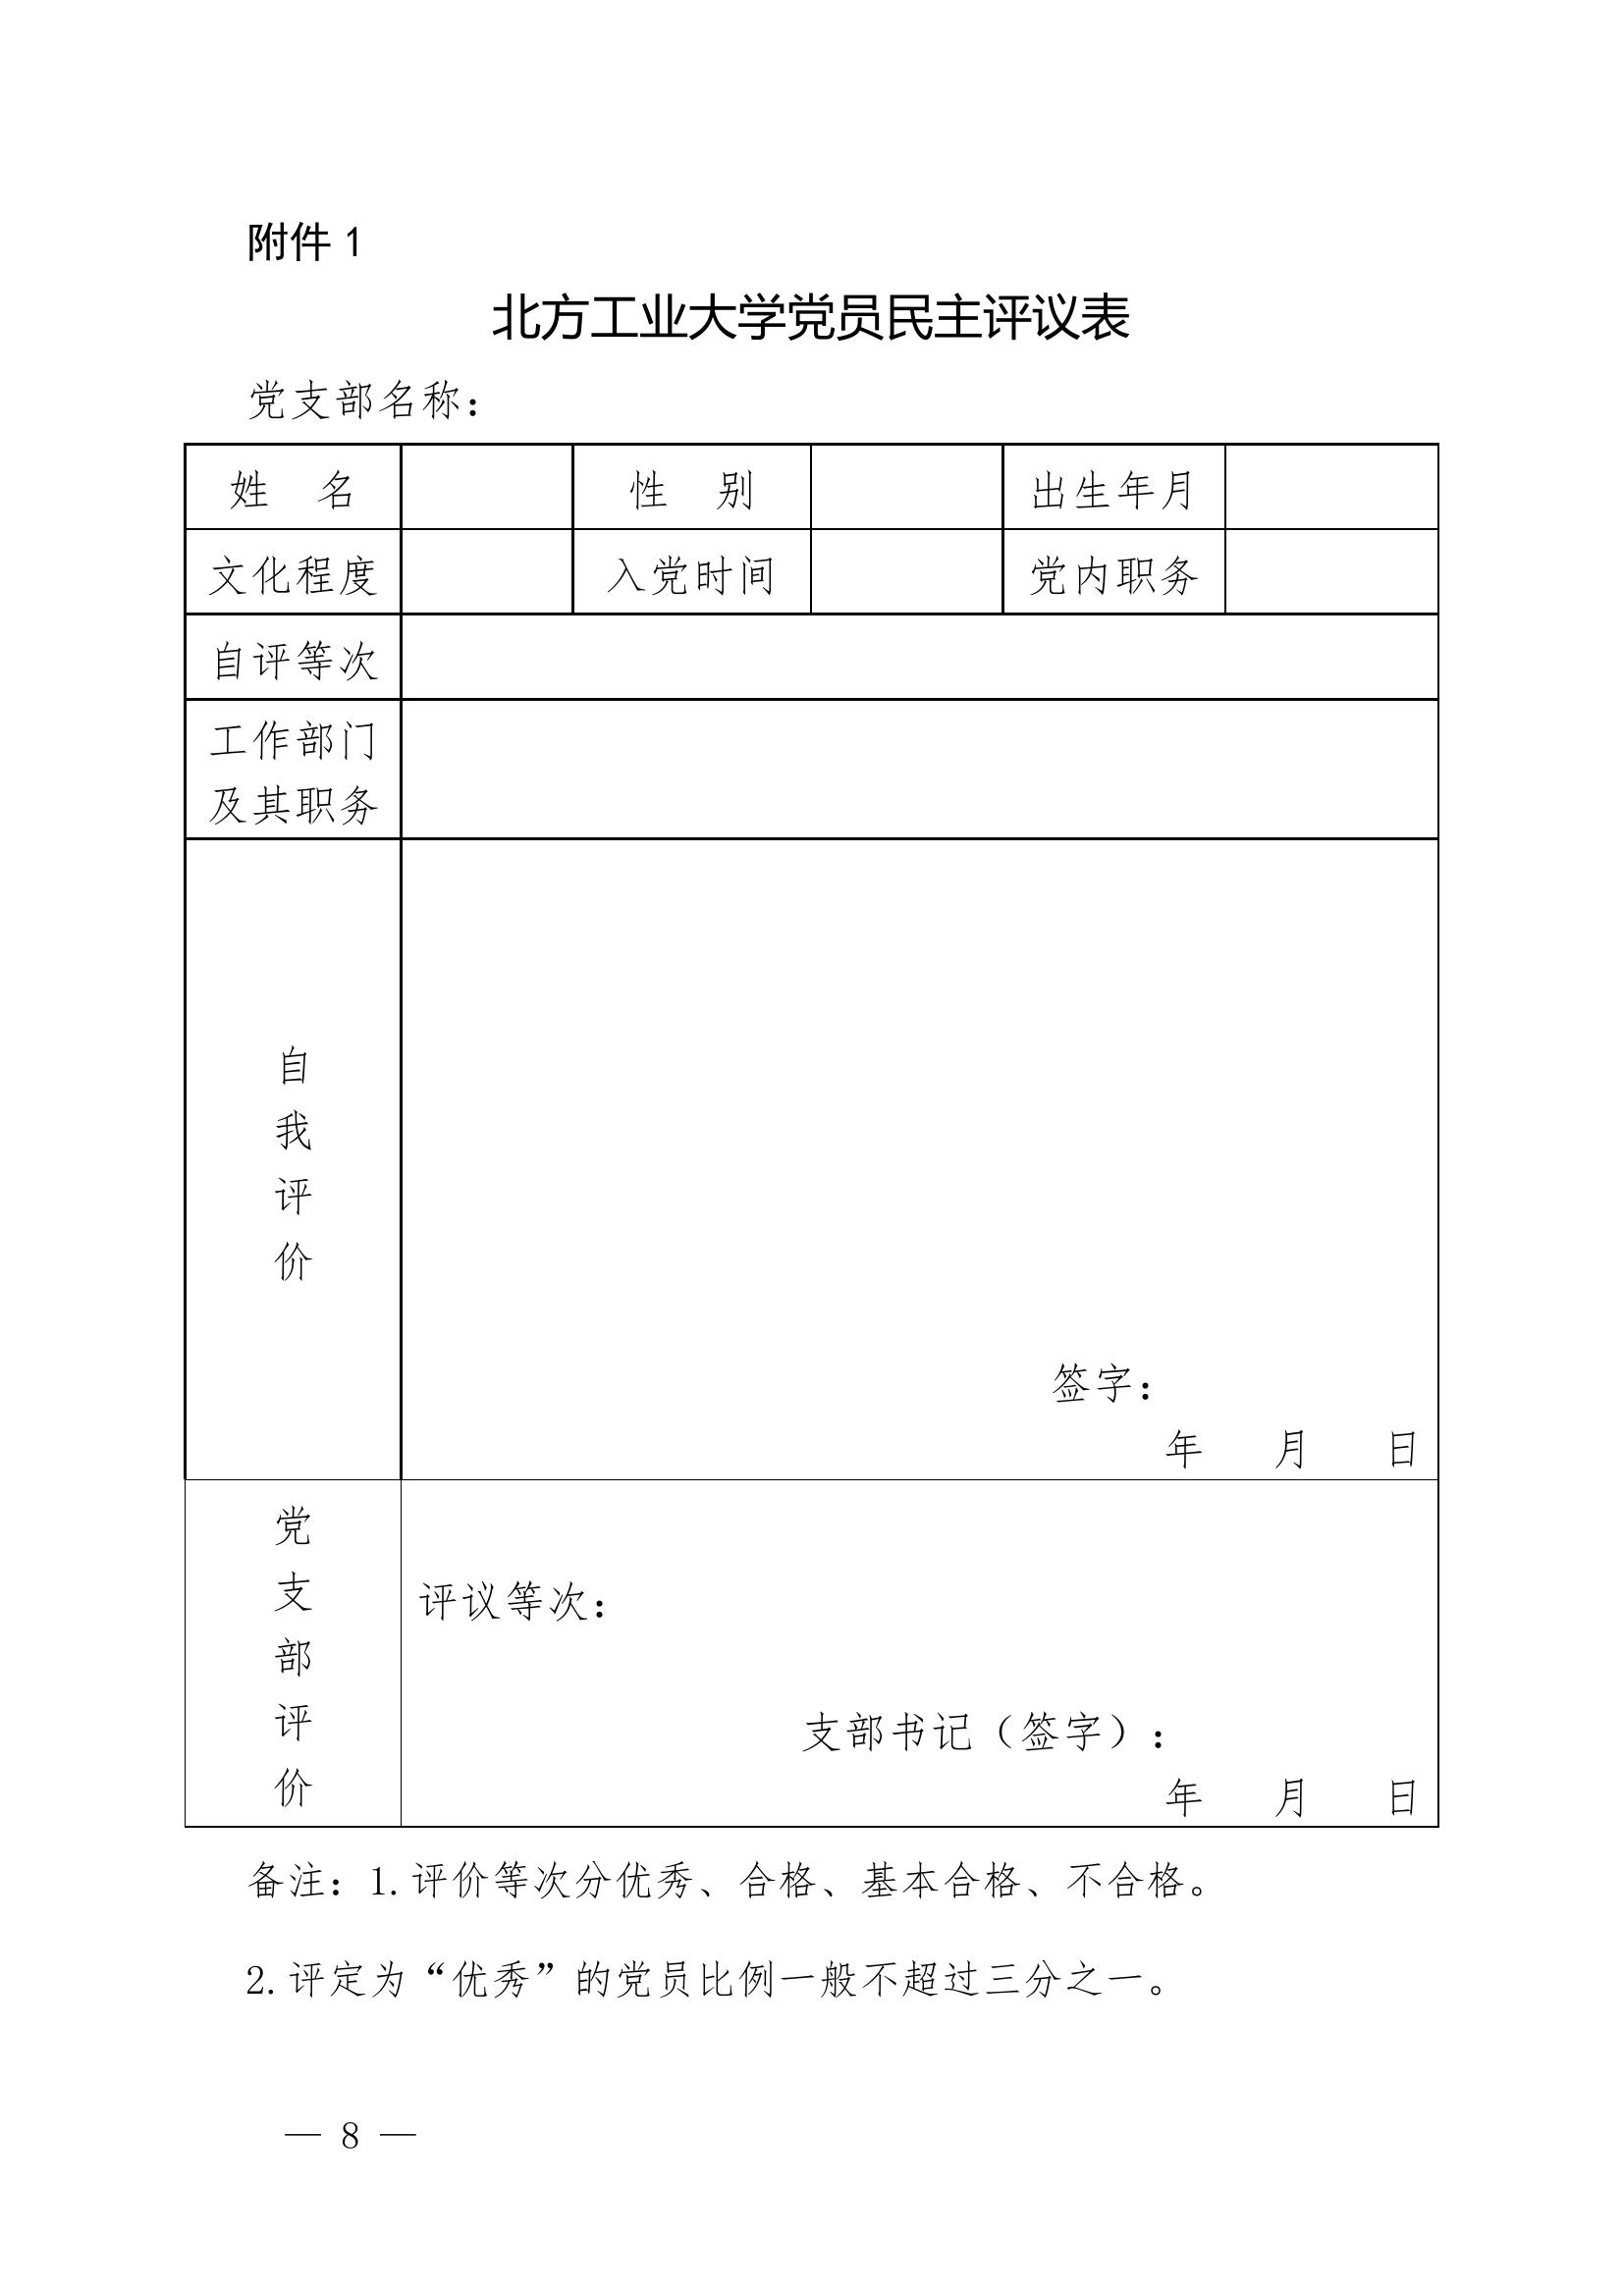 附件 1
北方工业大学党员民主评议表
党支部名称：
姓 名 性 别 出生年月
文化程度 入党时间 党内职务
自评等次
工作部门
及其职务
自
我
评
价
签字：
年 月 日
党
支
部
评
价
评议等次：
支部书记（签字）：
年 月 日
备注：1.评价等次分优秀、合格、基本合格、不合格。
2.评定为“优秀”的党员比例一般不超过三分之一。
— 8 —